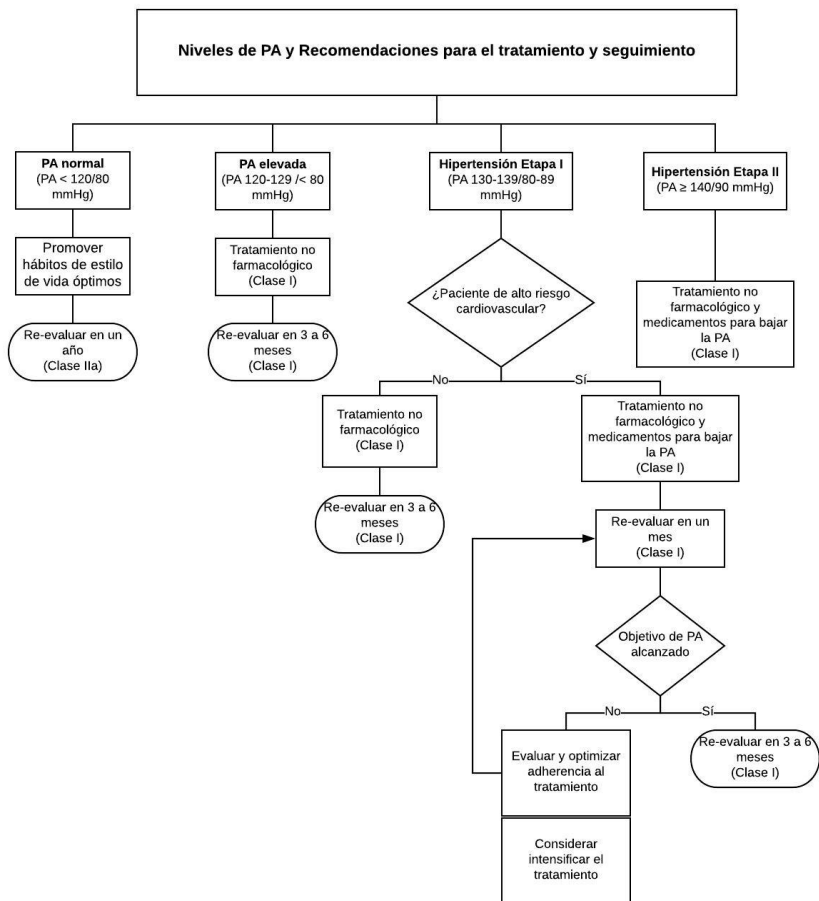 Niveles de PA y Recomendaciones para el tratamiento y seguimiento
PA normal
(PA < 120/80
mmHg)
PA elevada
(PA 120-129 /< 80
mmHg)
Hipertensión Etapa I
(PA 130-139/80-89
mmHg)
Hipertensión Etapa II
(PA ≥ 140/90 mmHg)
Promover
hábitos de estilo
de vida óptimos
Tratamiento no
farmacológico
(Clase I)
¿Paciente de alto riesgo
cardiovascular?
Tratamiento no
farmacológico y
medicamentos para bajar
la PA
(Clase I)
Re-evaluar en un
año
(Clase IIa)
Re-evaluar en 3 a 6
meses
(Clase I)
No
Sí
Tratamiento no
farmacológico
(Clase I)
Tratamiento no
farmacológico y
medicamentos para bajar
la PA
(Clase I)
Re-evaluar en 3 a 6
meses
(Clase I)
Re-evaluar en un
mes
(Clase I)
Objetivo de PA
alcanzado
No
Sí
Evaluar y optimizar
adherencia al
tratamiento
Re-evaluar en 3 a 6
meses
(Clase I)
Considerar
intensificar el
tratamiento